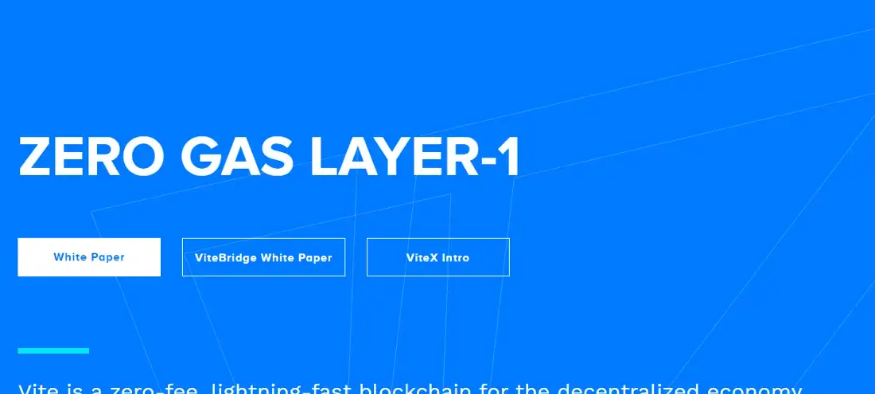 ZERO GAS LAYER-1
White Paper
ViteBridge White Paper
ViteX Intro
Vite is a zero-fee, lightning-fast blockchain for the decentralized economy